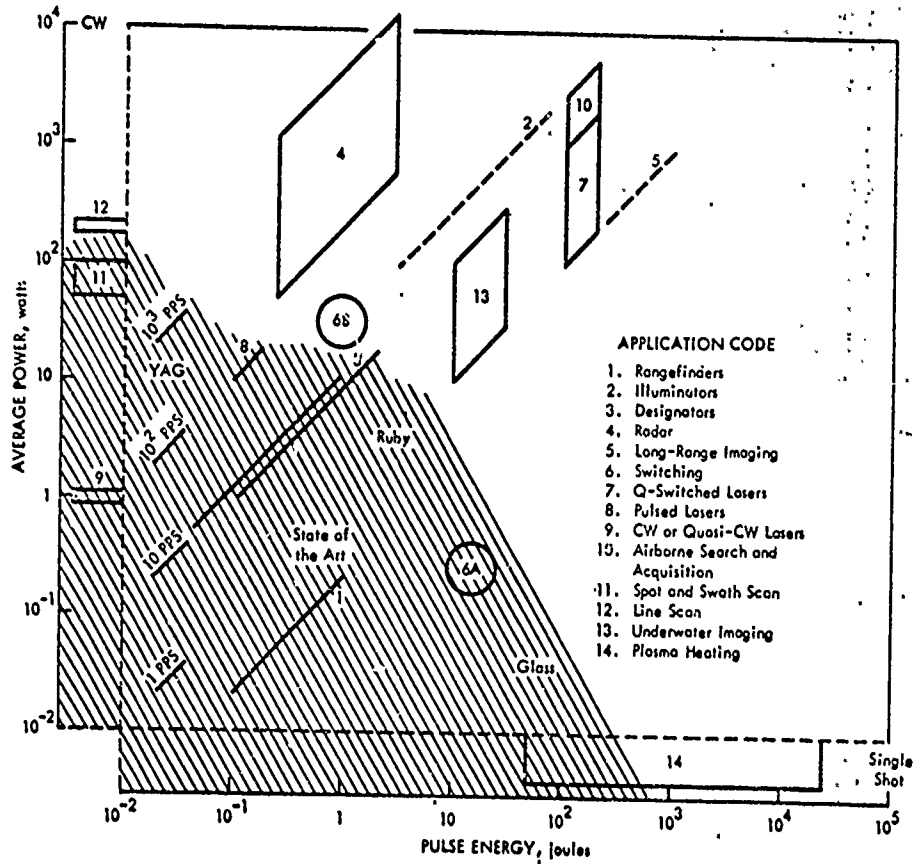 10⁴
CW
10³
10²
10
1
10⁻¹
10⁻²
AVERAGE POWER, watts
12
11
9
4
2
10
7
5
13
6B
10³ PPS
8
YAG
10² PPS
Ruby
10 PPS
State of
the Art
6A
1
1 PPS
Glass
14
Single
Shot
APPLICATION CODE
1. Rangefinders
2. Illuminators
3. Designators
4. Radar
5. Long-Range Imaging
6. Switching
7. Q-Switched Lasers
8. Pulsed Lasers
9. CW or Quasi-CW Lasers
10. Airborne Search and
Acquisition
11. Spot and Swath Scan
12. Line Scan
13. Underwater Imaging
14. Plasma Heating
10⁻²
10⁻¹
1
10
10²
10³
10⁴
10⁵
PULSE ENERGY, joules